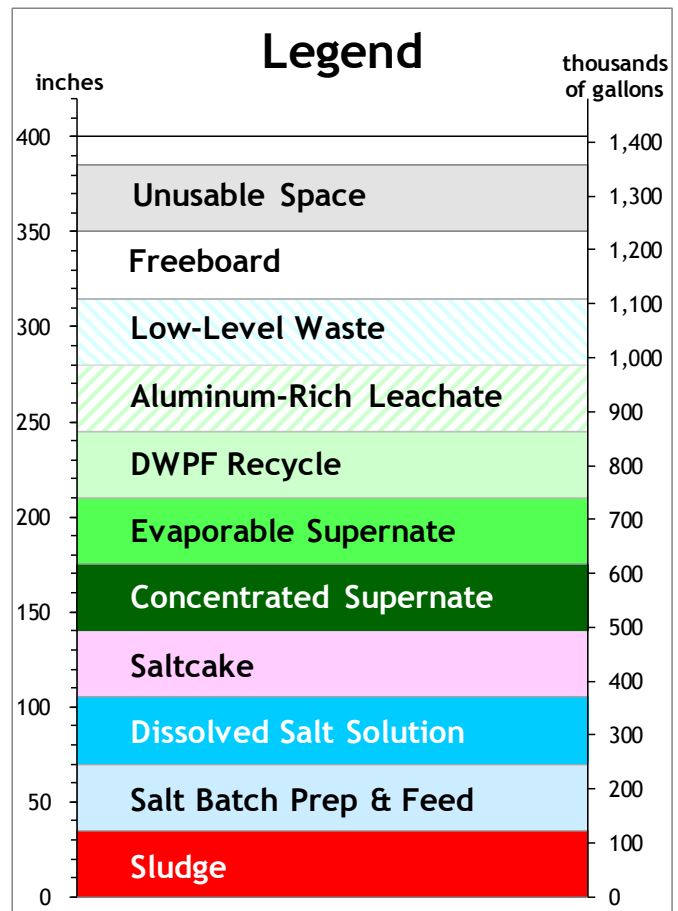 Legend
inches
thousands
of gallons
400
1,400
Unusable Space
1,300
350
1,200
Freeboard
1,100
300
Low-Level Waste
1,000
Aluminum-Rich Leachate
250
900
DWPF Recycle
800
200
700
Evaporable Supernate
600
150
Concentrated Supernate
500
Saltcake
400
100
Dissolved Salt Solution
300
200
50
Salt Batch Prep & Feed
100
Sludge
0
0